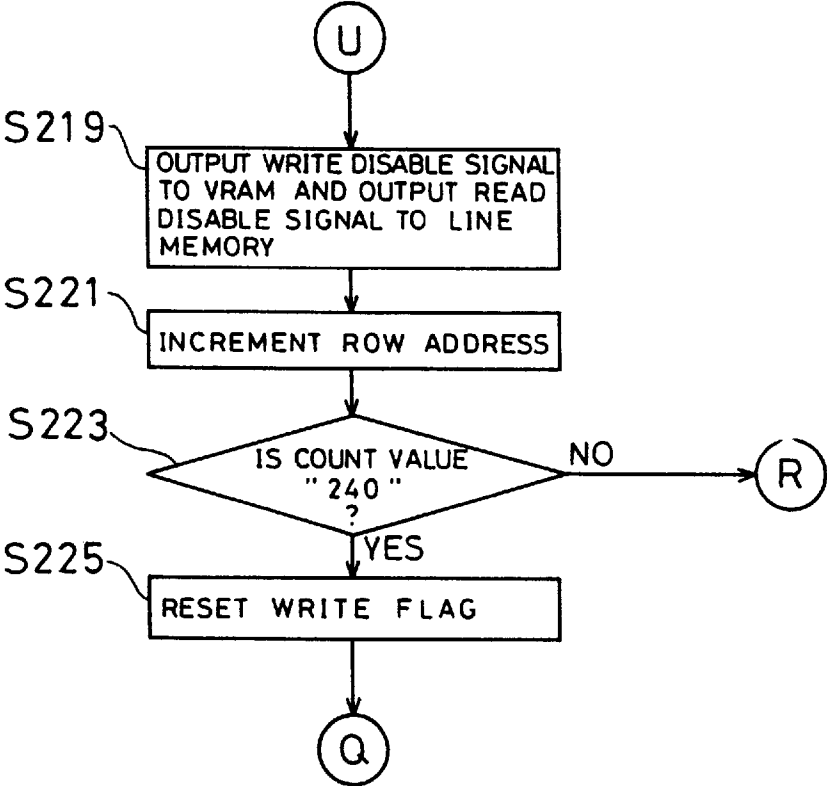 U
S219
OUTPUT WRITE DISABLE SIGNAL
TO VRAM AND OUTPUT READ
DISABLE SIGNAL TO LINE
MEMORY
S221
INCREMENT ROW ADDRESS
S223
IS COUNT VALUE
"240"
?
NO
R
YES
S225
RESET WRITE FLAG
Q